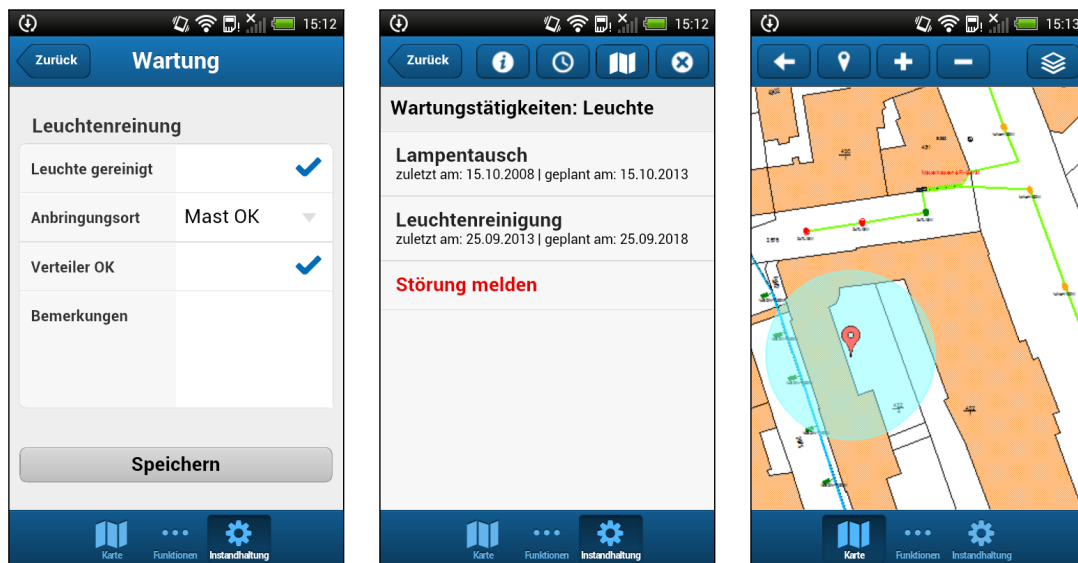 15:12
Zurück
Wartung
Leuchtenreinung
Leuchte gereinigt
Anbringungsort
Mast OK
Verteiler OK
Bemerkungen
Speichern
Karte
Funktionen
Instandhaltung
15:12
Zurück
Wartungstätigkeiten: Leuchte
Lampentausch
zuletzt am: 15.10.2008 | geplant am: 15.10.2013
Leuchtenreinigung
zuletzt am: 25.09.2013 | geplant am: 25.09.2018
Störung melden
Karte
Funktionen
Instandhaltung
15:13
Karte
Funktionen
Instandhaltung